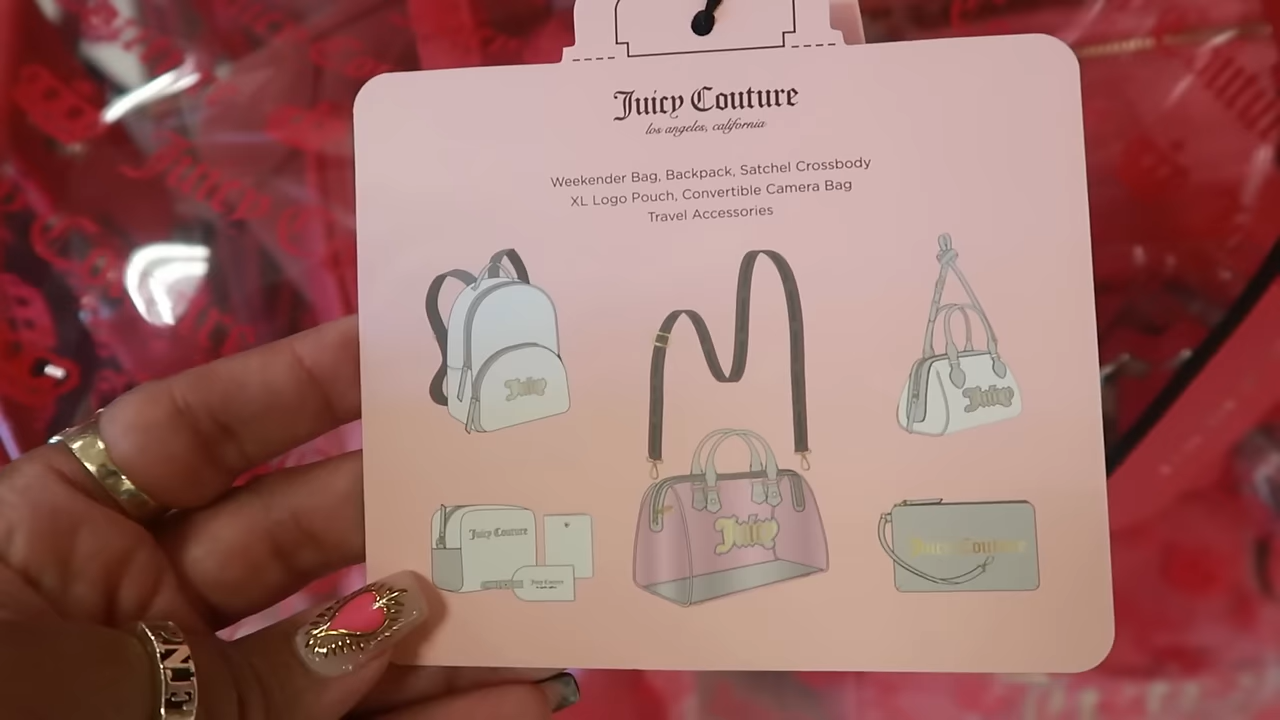 Juicy Couture
los angeles, california
Weekender Bag, Backpack, Satchel Crossbody
XL Logo Pouch, Convertible Camera Bag
Travel Accessories
Juicy
Juicy
Juicy Couture
Juicy Couture
Juicy
Juicy Couture
Juicy C